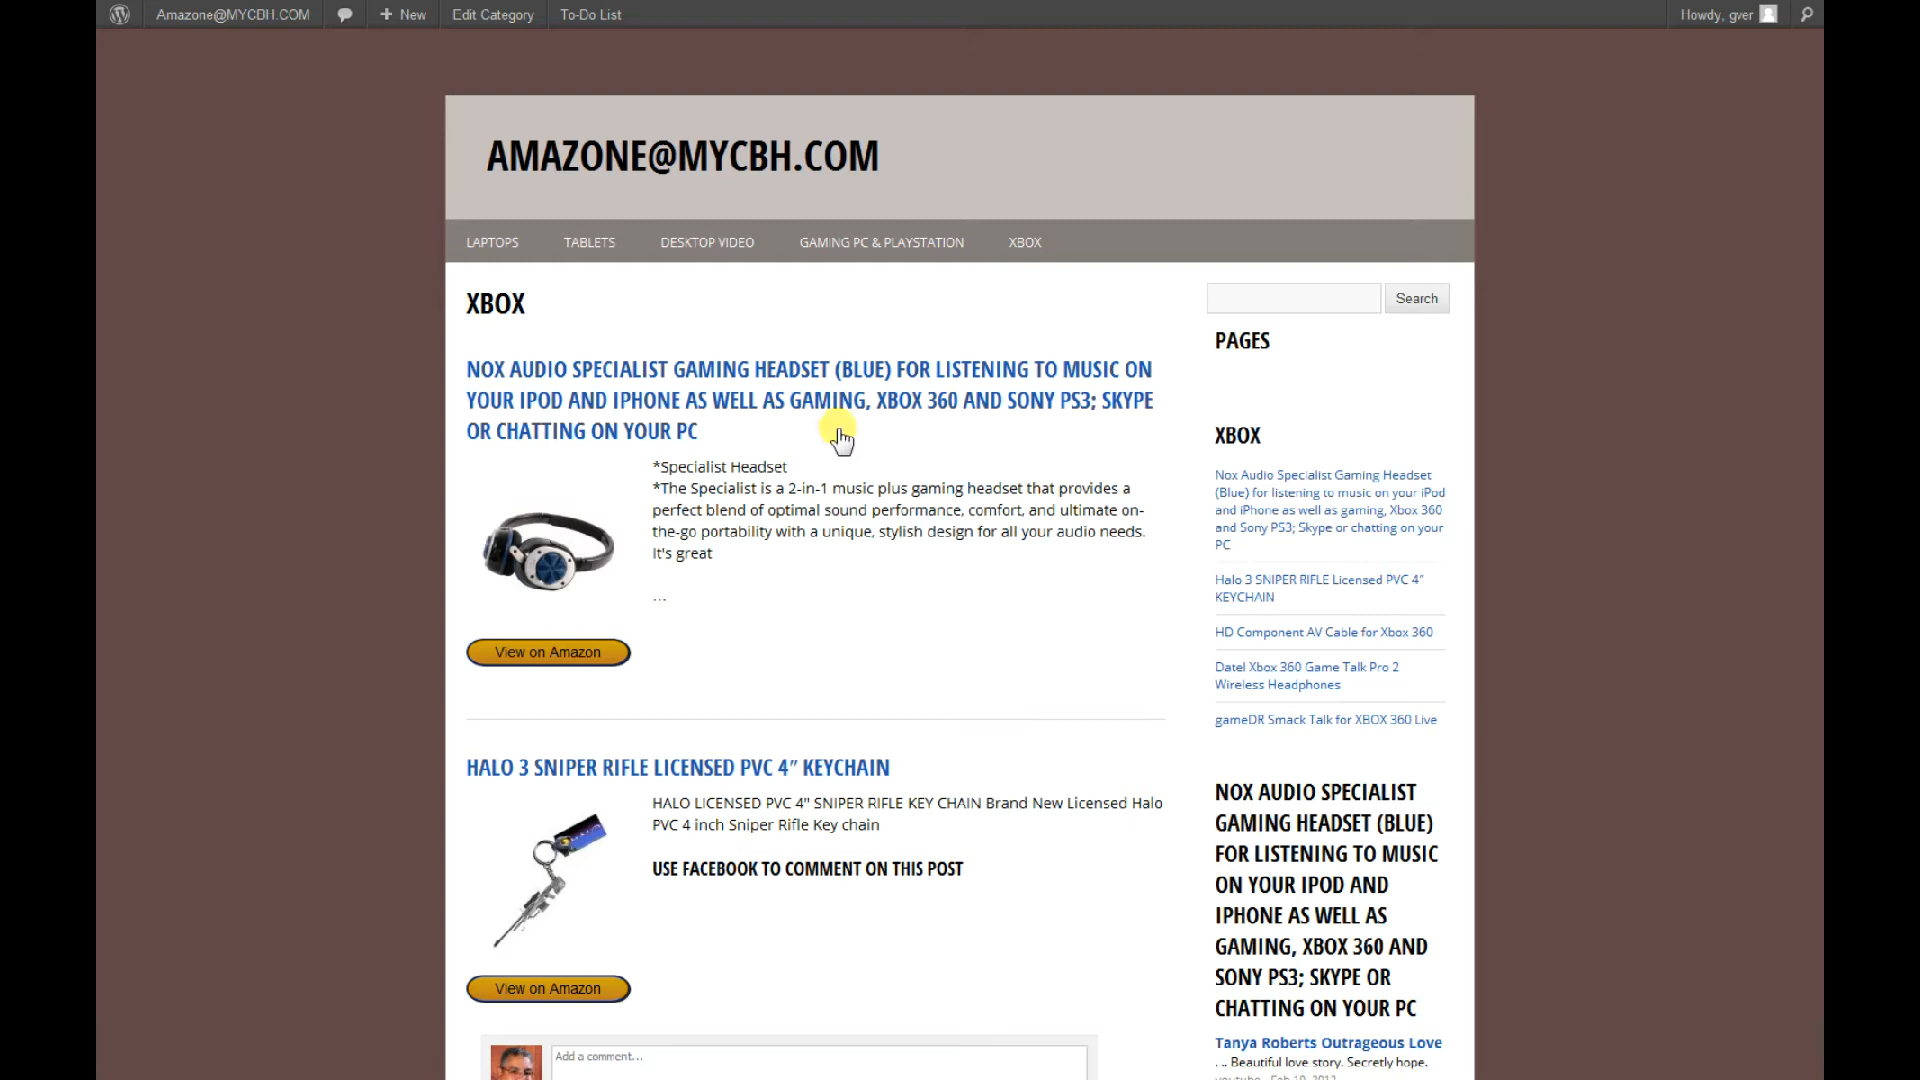 Amazone@MYCBH.COM
+ New
Edit Category
To-Do List
Howdy, gver
AMAZONE@MYCBH.COM
LAPTOPS
TABLETS
DESKTOP VIDEO
GAMING PC & PLAYSTATION
XBOX
XBOX
NOX AUDIO SPECIALIST GAMING HEADSET (BLUE) FOR LISTENING TO MUSIC ON
YOUR IPOD AND IPHONE AS WELL AS GAMING, XBOX 360 AND SONY PS3; SKYPE
OR CHATTING ON YOUR PC
*Specialist Headset
*The Specialist is a 2-in-1 music plus gaming headset that provides a
perfect blend of optimal sound performance, comfort, and ultimate on-
the-go portability with a unique, stylish design for all your audio needs.
It's great
...
View on Amazon
HALO 3 SNIPER RIFLE LICENSED PVC 4″ KEYCHAIN
HALO LICENSED PVC 4" SNIPER RIFLE KEY CHAIN Brand New Licensed Halo
PVC 4 inch Sniper Rifle Key chain
USE FACEBOOK TO COMMENT ON THIS POST
View on Amazon
Add a comment...
Search
PAGES
XBOX
Nox Audio Specialist Gaming Headset
(Blue) for listening to music on your iPod
and iPhone as well as gaming, Xbox 360
and Sony PS3; Skype or chatting on your
PC
Halo 3 SNIPER RIFLE Licensed PVC 4″
KEYCHAIN
HD Component AV Cable for Xbox 360
Datel Xbox 360 Game Talk Pro 2
Wireless Headphones
gameDR Smack Talk for XBOX 360 Live
NOX AUDIO SPECIALIST
GAMING HEADSET (BLUE)
FOR LISTENING TO MUSIC
ON YOUR IPOD AND
IPHONE AS WELL AS
GAMING, XBOX 360 AND
SONY PS3; SKYPE OR
CHATTING ON YOUR PC
Tanya Roberts Outrageous Love
... Beautiful love story. Secretly hope.